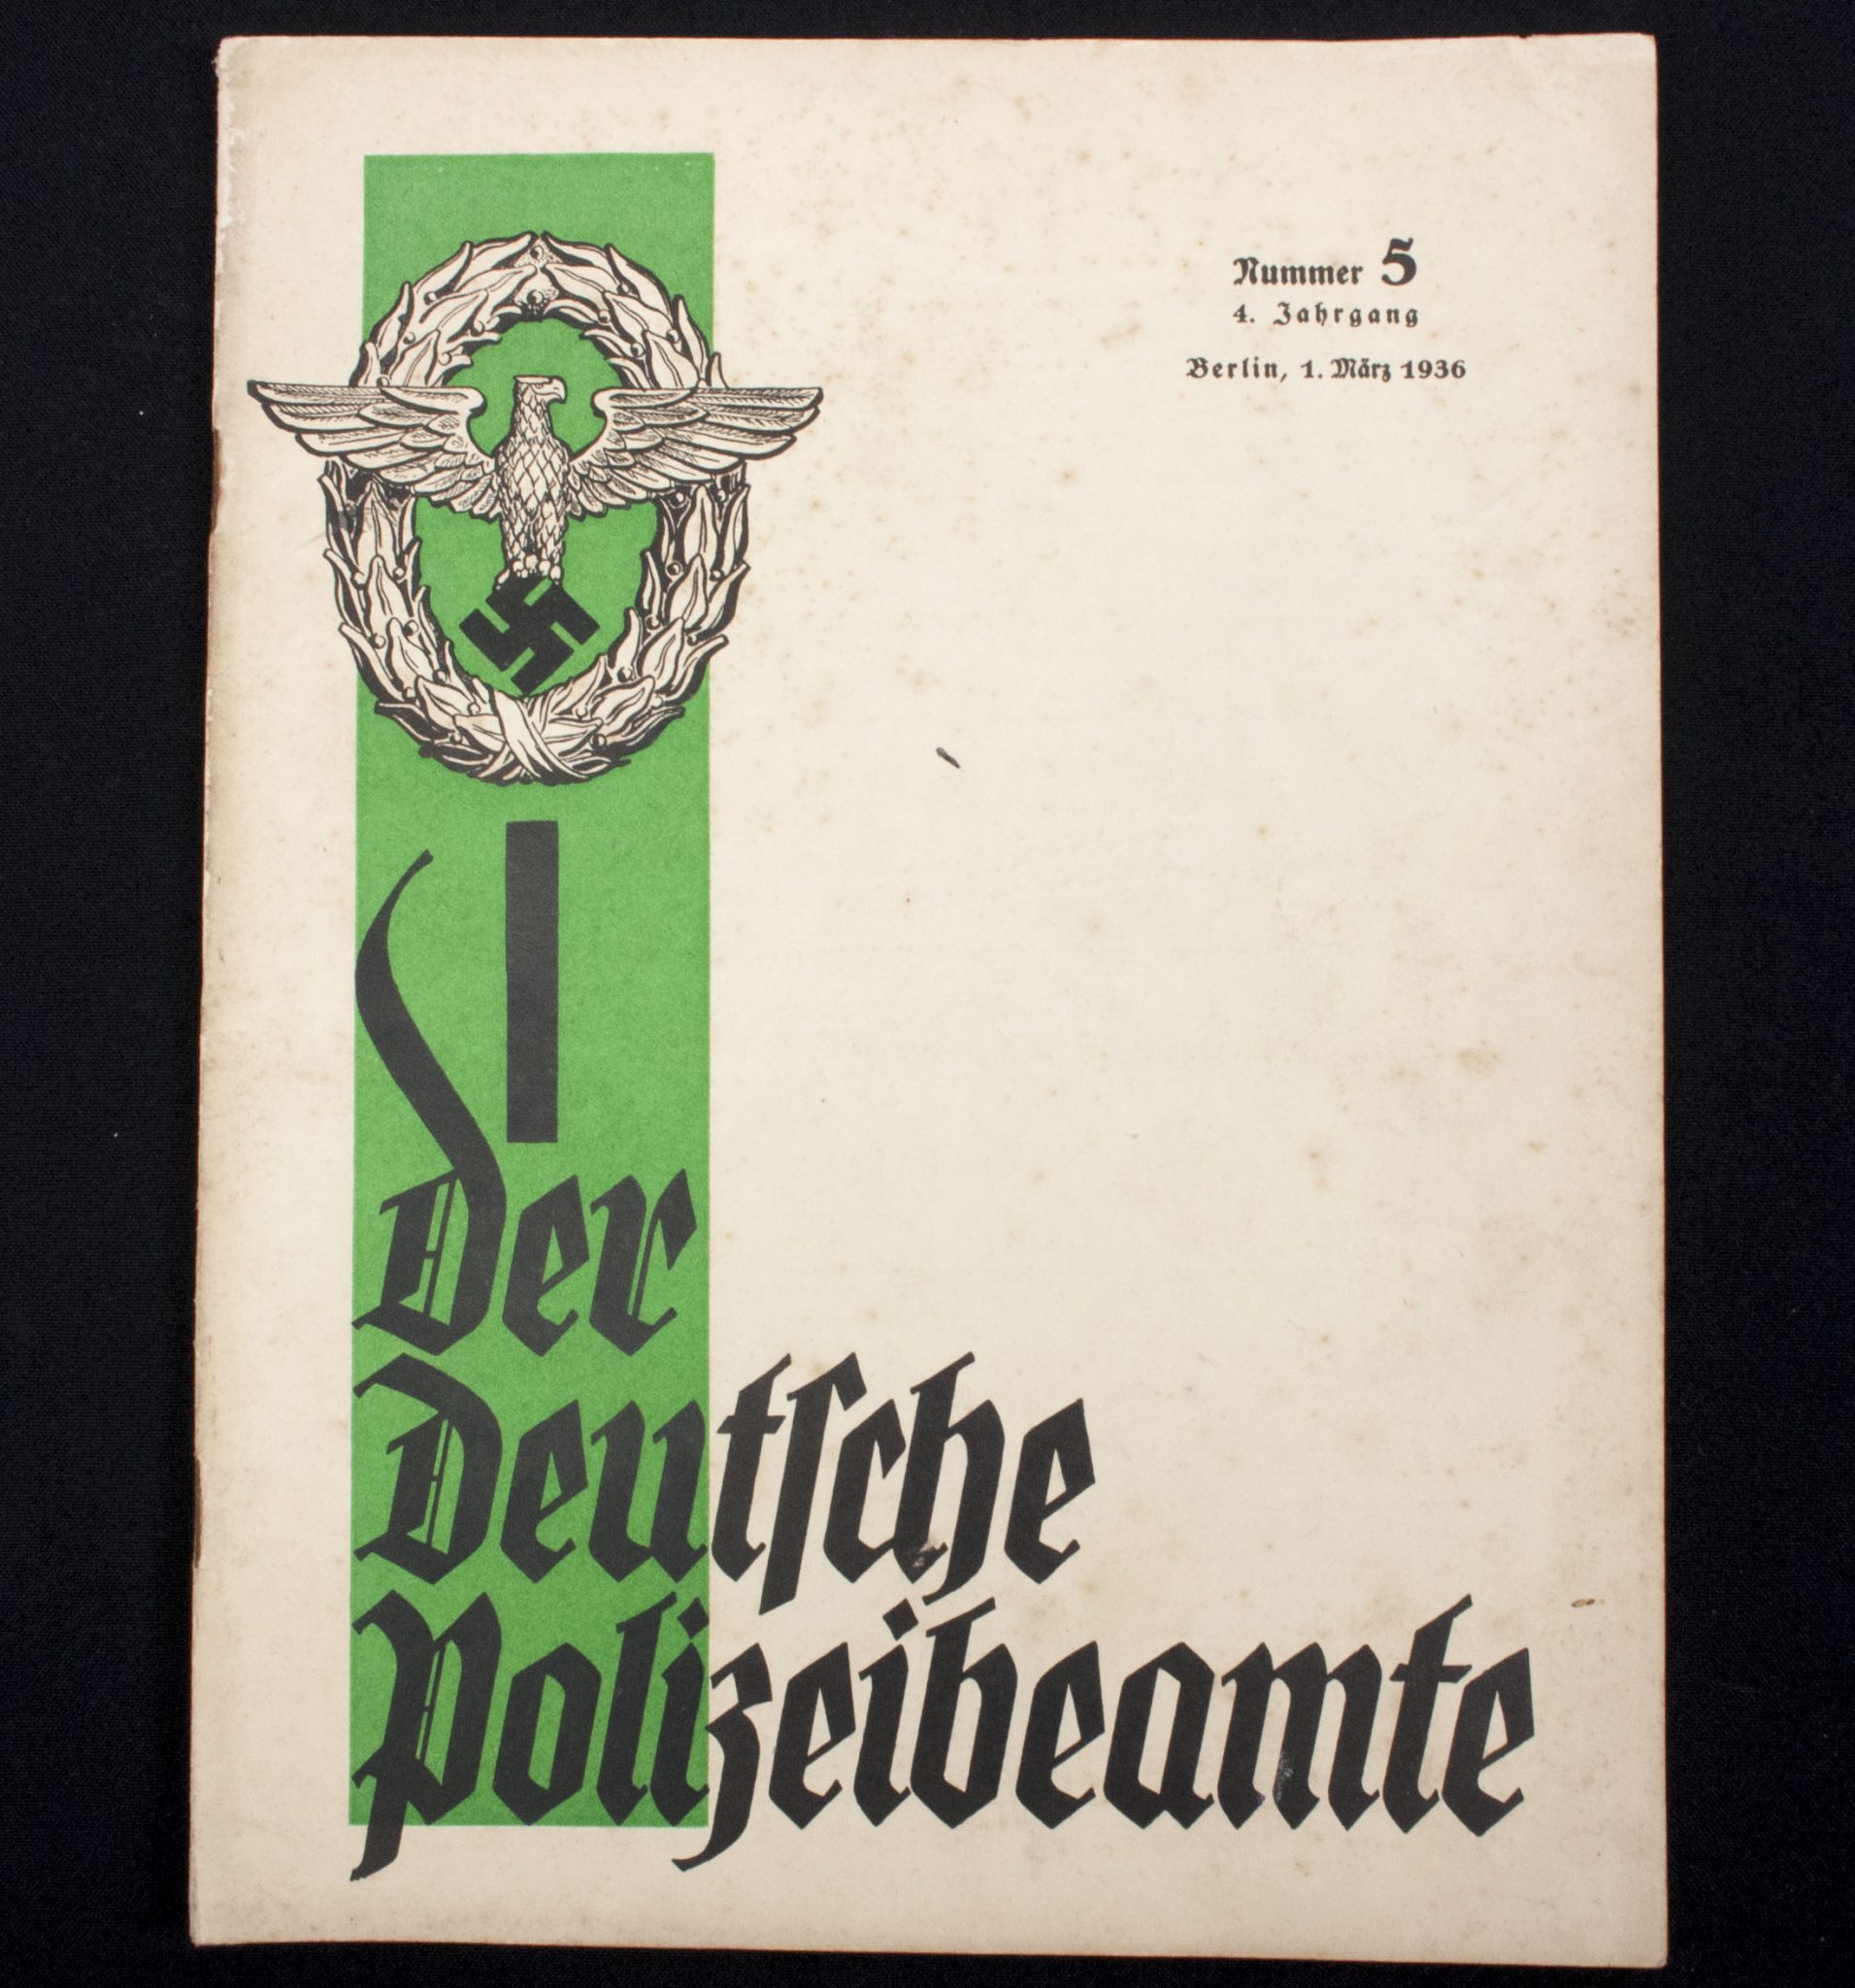 Nummer 5
4. Jahrgang
Berlin, 1. März 1936
Der
Deutſche
Polizeibeamte